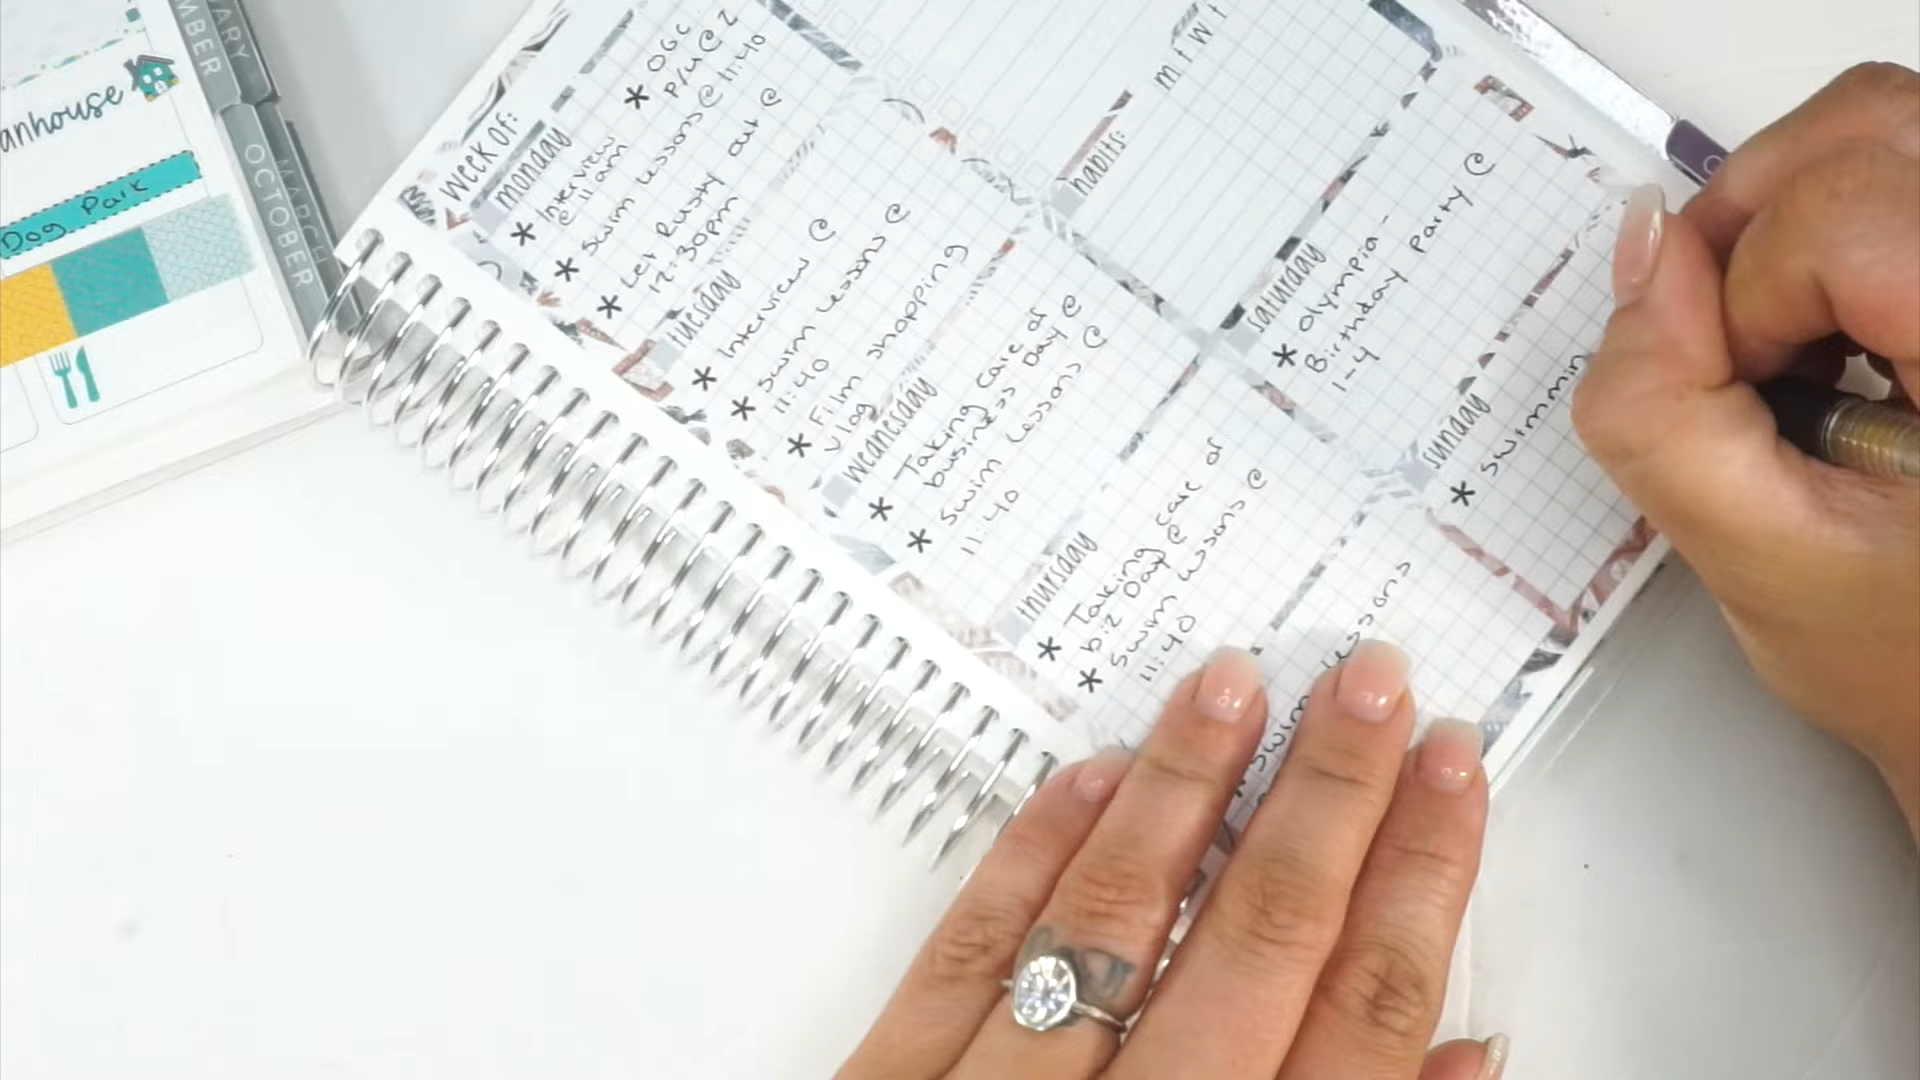 anhouse
Dog Park
MBER
ARY
OCTOBER
MARCH
week of:
monday
* Interview
@ 11 am
* swim lessons @ 11:40
* Let Rusty out @
12:30pm
* OGC
P/U @ 2
tuesday
* Interview @
* swim lessons @
11:40
* Film shopping
vlog
wednesday
* Taking care of
business Day @
* swim lessons @
11:40
thursday
* Taking care of
biz Day @
* swim lessons @
11:40
swim lessons
habits:
m t w t
saturday
* Olympia -
Birthday Party @
1-4
sunday
* swimmin